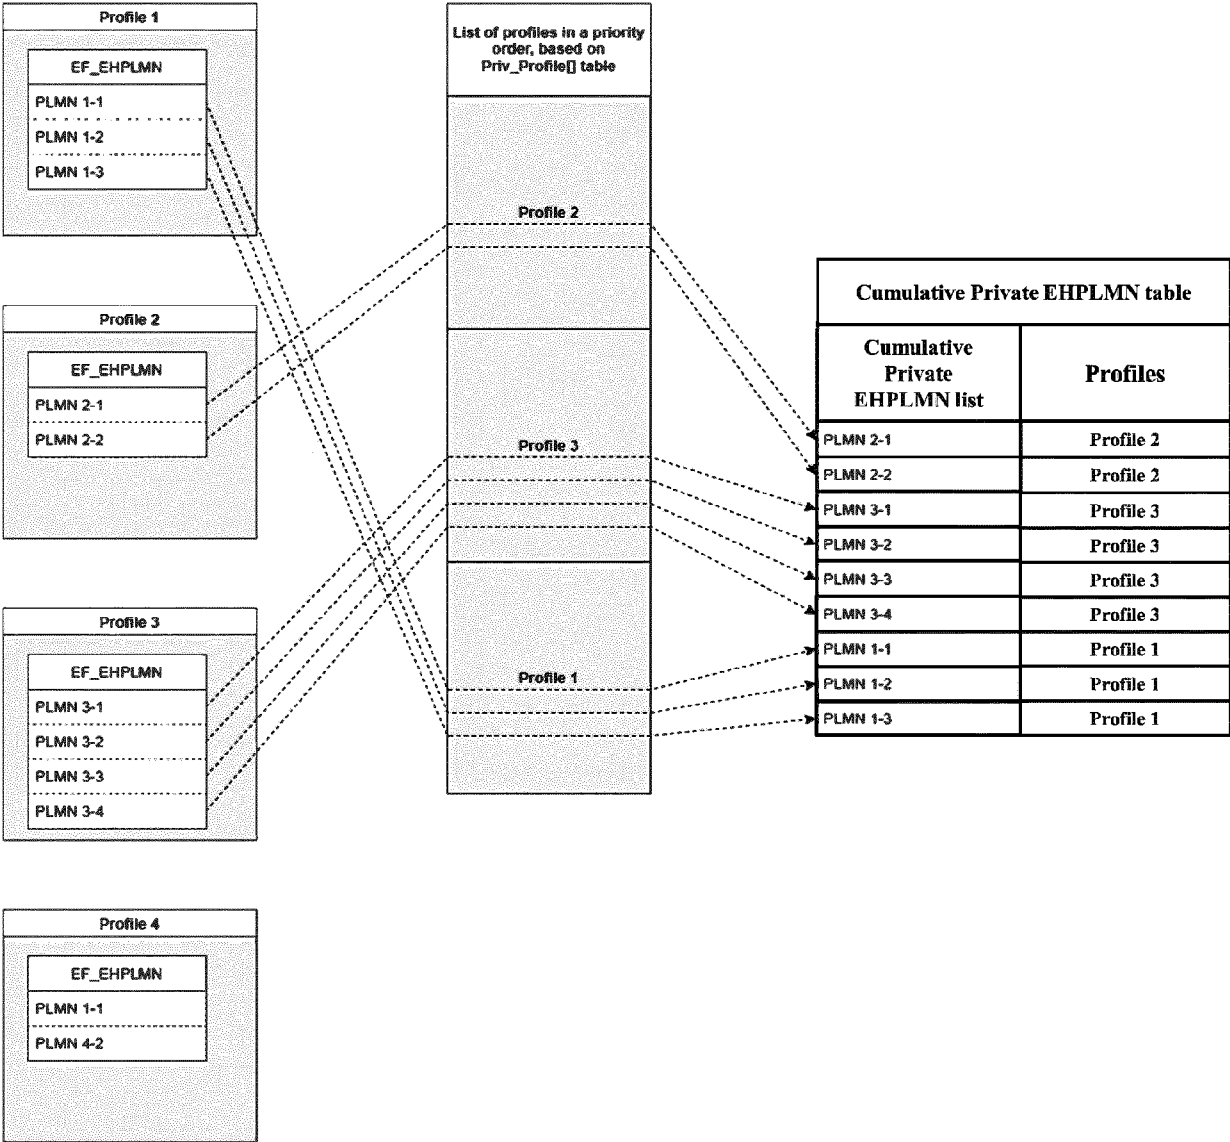 Profile 1
EF_EHPLMN
PLMN 1-1
PLMN 1-2
PLMN 1-3
Profile 2
EF_EHPLMN
PLMN 2-1
PLMN 2-2
Profile 3
EF_EHPLMN
PLMN 3-1
PLMN 3-2
PLMN 3-3
PLMN 3-4
Profile 4
EF_EHPLMN
PLMN 1-1
PLMN 4-2
List of profiles in a priority
order, based on
Priv_Profile[] table
Profile 2
Profile 3
Profile 1
Cumulative Private EHPLMN table
Cumulative
Private
EHPLMN list
Profiles
PLMN 2-1 Profile 2
PLMN 2-2 Profile 2
PLMN 3-1 Profile 3
PLMN 3-2 Profile 3
PLMN 3-3 Profile 3
PLMN 3-4 Profile 3
PLMN 1-1 Profile 1
PLMN 1-2 Profile 1
PLMN 1-3 Profile 1